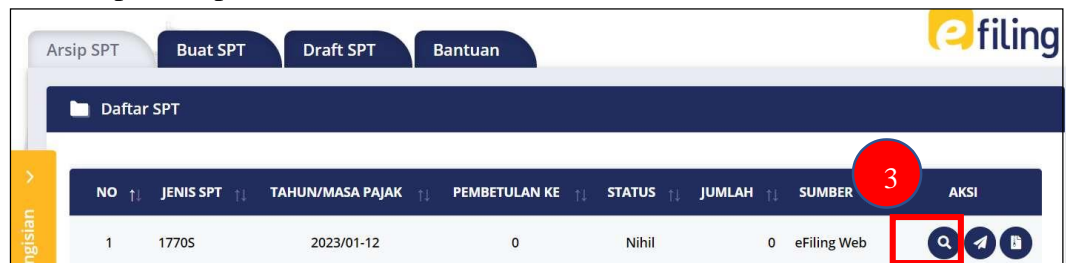 Arsip SPT Buat SPT Draft SPT Bantuan efiling
Daftar SPT
NO JENIS SPT TAHUN/MASA PAJAK PEMBETULAN KE STATUS JUMLAH SUMBER 3 AKSI
1 1770S 2023/01-12 0 Nihil 0 eFiling Web